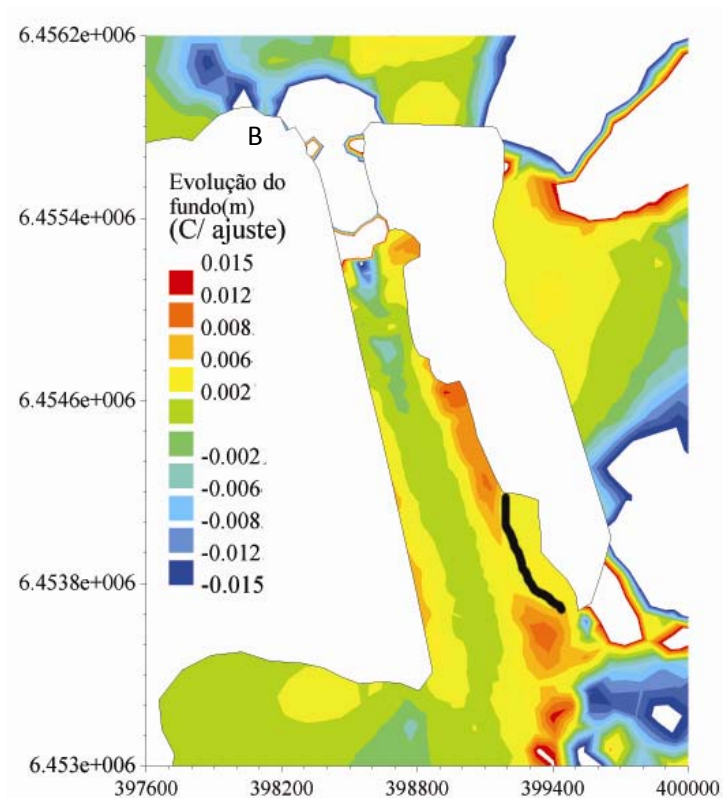 6.4562e+006
B
Evolução do
fundo(m)
(C/ ajuste)
6.4554e+006
0.015
0.012
0.008
0.006
0.002
6.4546e+006
-0.002
-0.006
-0.008
-0.012
-0.015
6.4538e+006
6.453e+006
397600 398200 398800 399400 400000